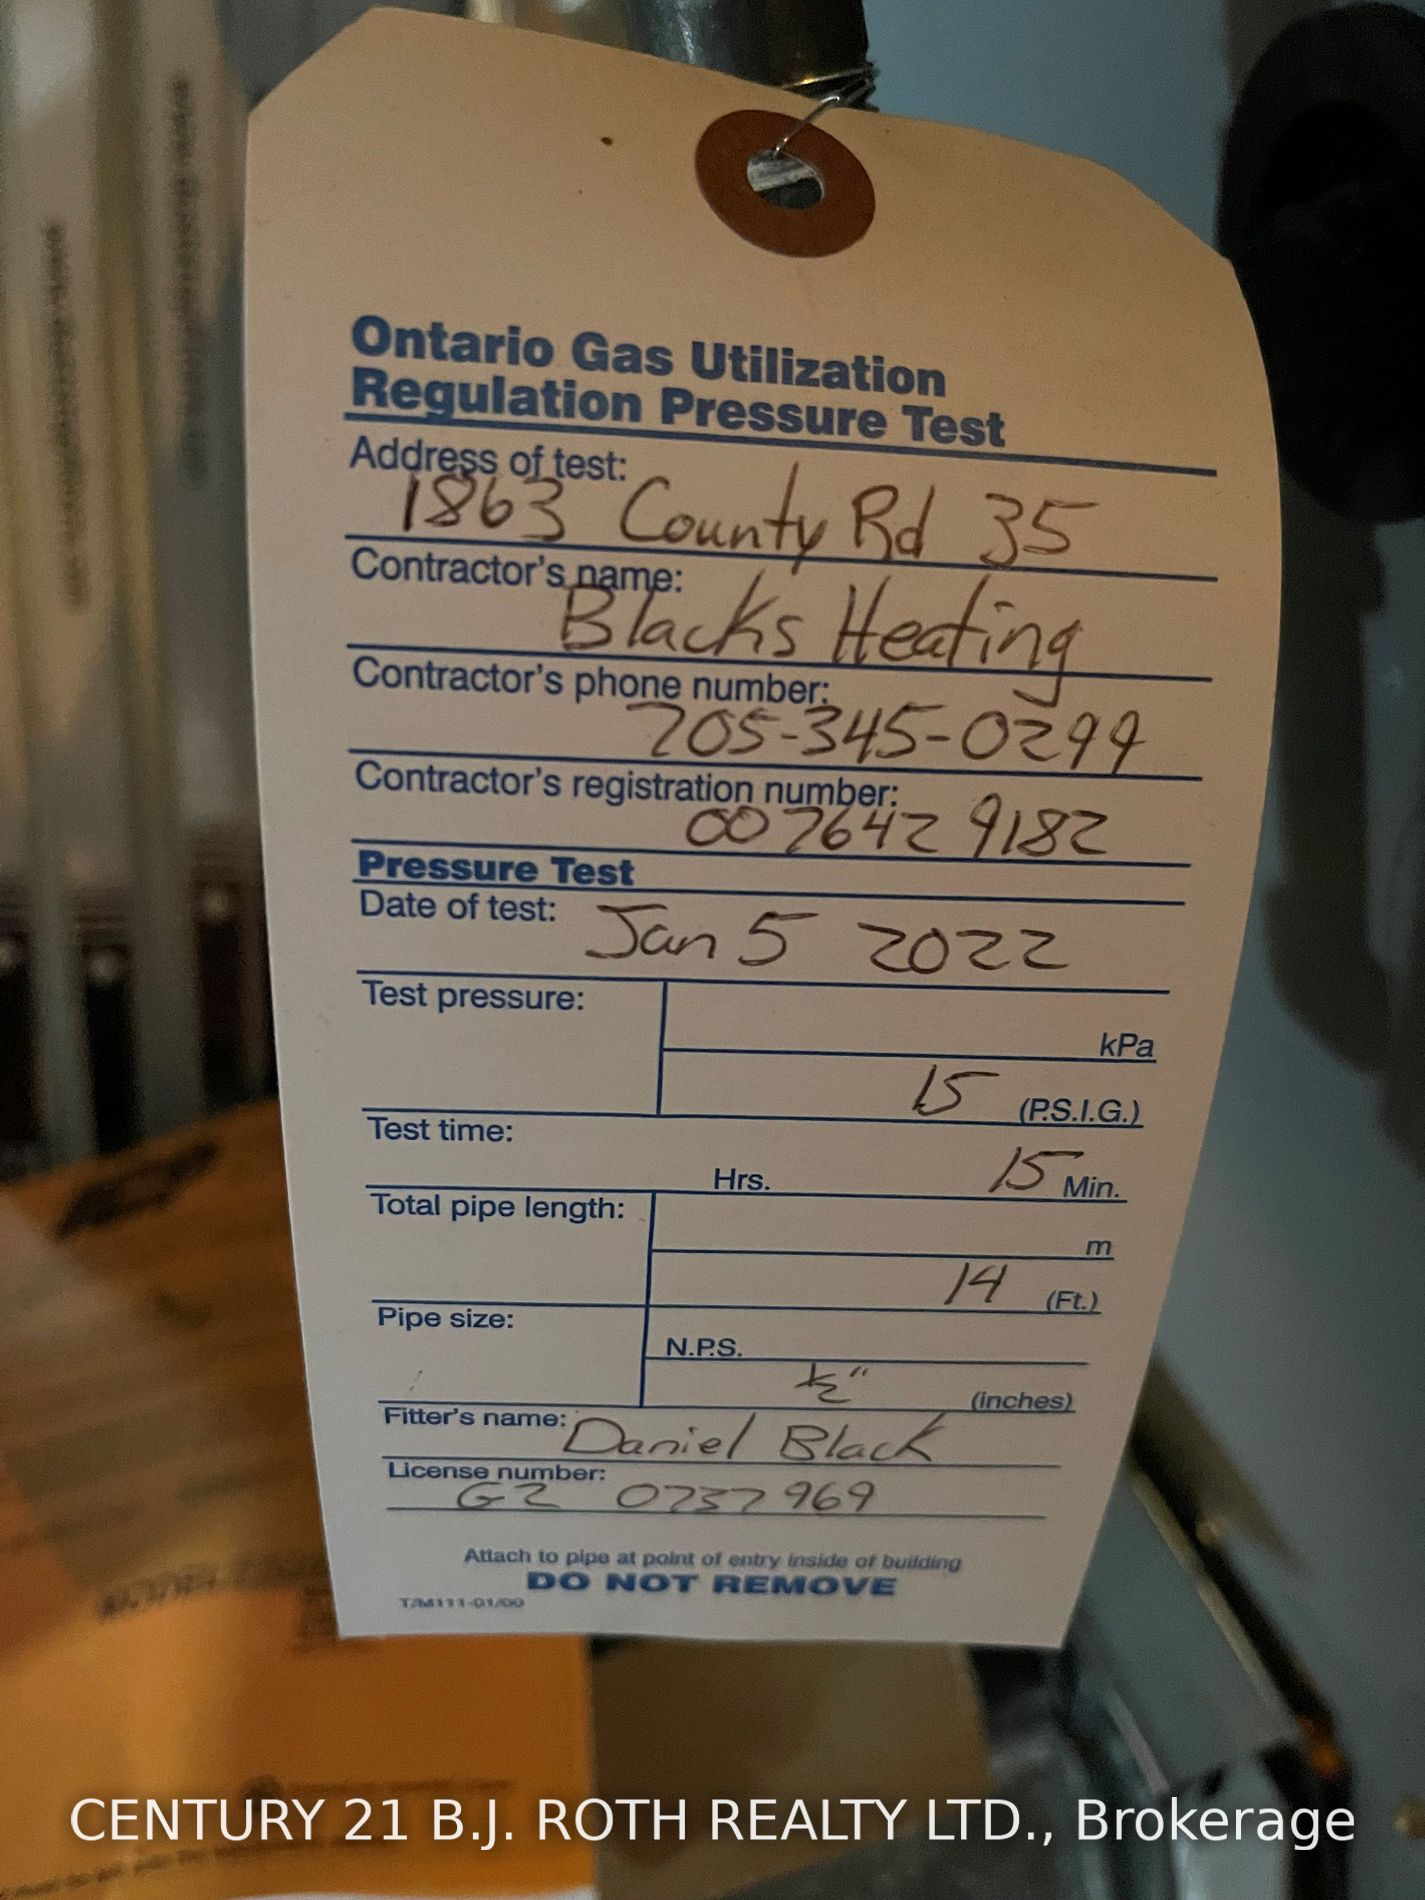 Ontario Gas Utilization
Regulation Pressure Test
Address of test:
1863 County Rd 35
Contractor's name:
Blacks Heating
Contractor's phone number:
705-345-0299
Contractor's registration number:
007642 9182
Pressure Test
Date of test: Jan 5 2022
Test pressure:
kPa
15 (P.S.I.G.)
Test time:
Hrs. 15 Min.
Total pipe length:
m
14 (Ft.)
Pipe size:
N.P.S.
½" (inches)
Fitter's name: Daniel Black
License number:
G2 0737969
Attach to pipe at point of entry inside of building
DO NOT REMOVE
T/M111-01/00
CENTURY 21 B.J. ROTH REALTY LTD., Brokerage